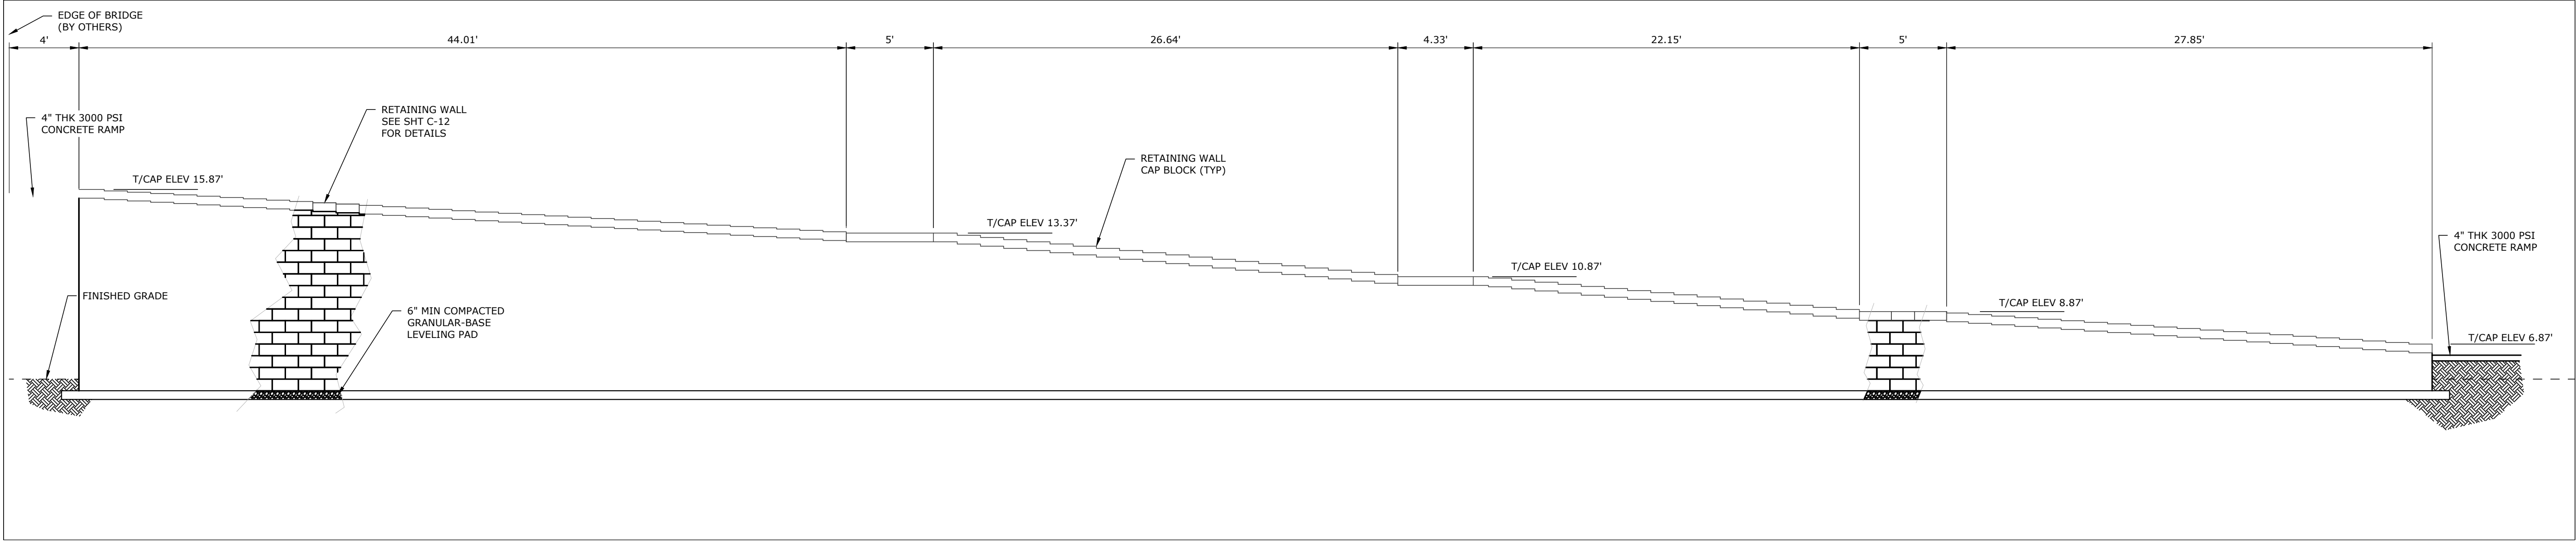 EDGE OF BRIDGE
(BY OTHERS)
4'
44.01'
5'
26.64'
4.33'
22.15'
5'
27.85'
4" THK 3000 PSI
CONCRETE RAMP
RETAINING WALL
SEE SHT C-12
FOR DETAILS
RETAINING WALL
CAP BLOCK (TYP)
T/CAP ELEV 15.87'
T/CAP ELEV 13.37'
T/CAP ELEV 10.87'
T/CAP ELEV 8.87'
4" THK 3000 PSI
CONCRETE RAMP
T/CAP ELEV 6.87'
FINISHED GRADE
6" MIN COMPACTED
GRANULAR-BASE
LEVELING PAD